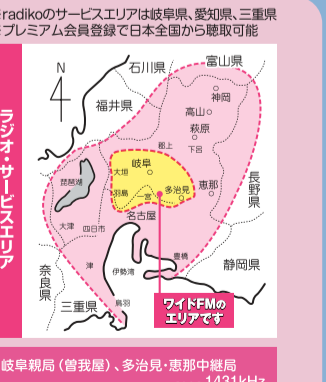 ※radikoのサービスエリアは岐阜県、愛知県、三重県
※プレミアム会員登録で日本全国から聴取可能
ラジオ・サービスエリア
N
石川県
富山県
福井県
神岡
高山
萩原
郡上
下呂
岐阜
大垣
琵琶湖
羽島
一宮
多治見
恵那
長野県
名古屋
大津
四日市
豊橋
静岡県
奈良県
津
伊勢湾
三重県
鳥羽
ワイドFMの
エリアです
岐阜親局(曽我屋)、多治見・恵那中継局
1431kHz